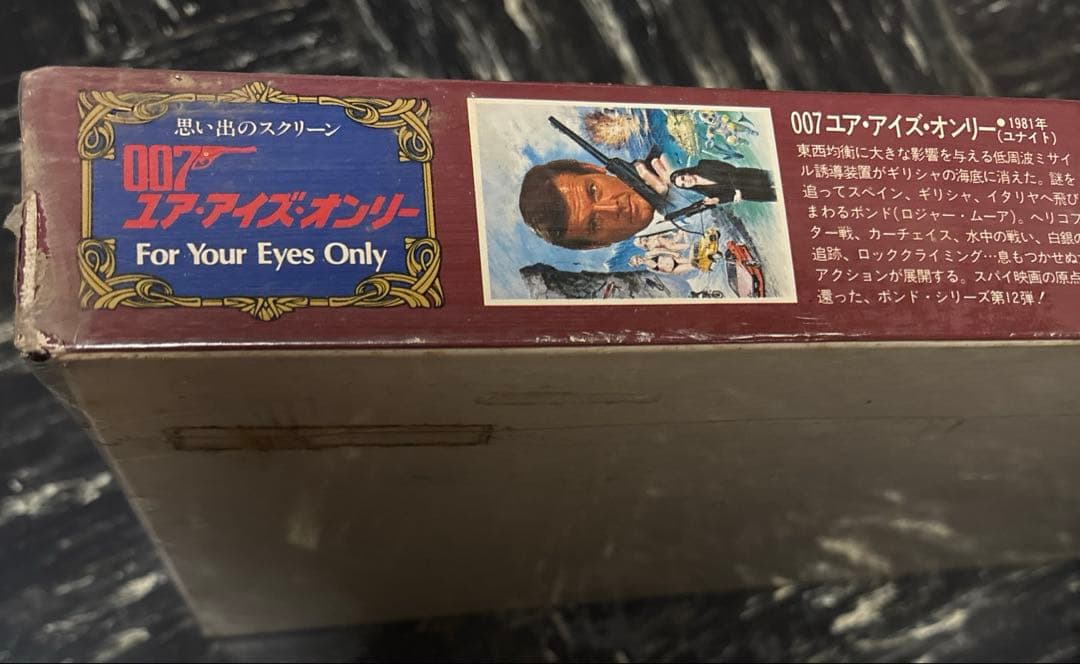 思い出のスクリーン
007
ユア・アイズ・オンリー
For Your Eyes Only
007 ユア・アイズ・オンリー●1981年
(ユナイト)
東西均衡に大きな影響を与える低周波ミサイ
ル誘導装置がギリシャの海底に消えた。謎を
追ってスペイン、ギリシャ、イタリヤへ飛び
まわるボンド(ロジャー・ムーア)。ヘリコプ
ター戦、カーチェイス、水中の戦い、白銀の
追跡、ロッククライミング…息もつかせぬ
アクションが展開する。スパイ映画の原点
還った、ボンド・シリーズ第12弾!